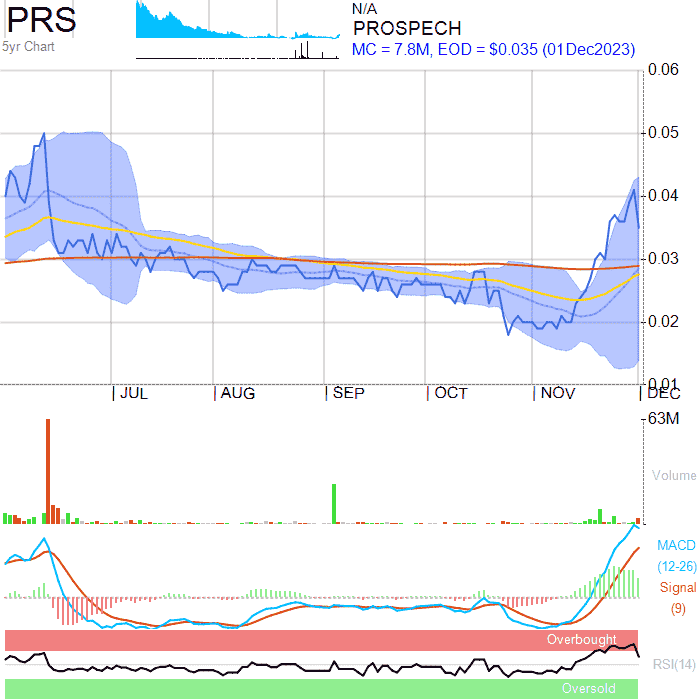 PRS
5yr Chart
N/A
PROSPECH
MC = 7.8M, EOD = $0.035 (01Dec2023)
0.06
0.05
0.04
0.03
0.02
0.01
JUL AUG SEP OCT NOV DEC
63M
Volume
MACD
(12-26)
Signal
(9)
Overbought
RSI(14)
Oversold